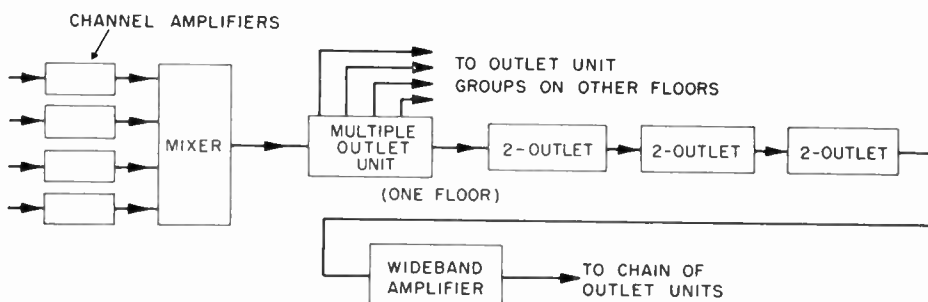 CHANNEL AMPLIFIERS
TO OUTLET UNIT
GROUPS ON OTHER FLOORS
MIXER
MULTIPLE
OUTLET
UNIT
2-OUTLET
2-OUTLET
2-OUTLET
(ONE FLOOR)
WIDEBAND
AMPLIFIER
TO CHAIN OF
OUTLET UNITS